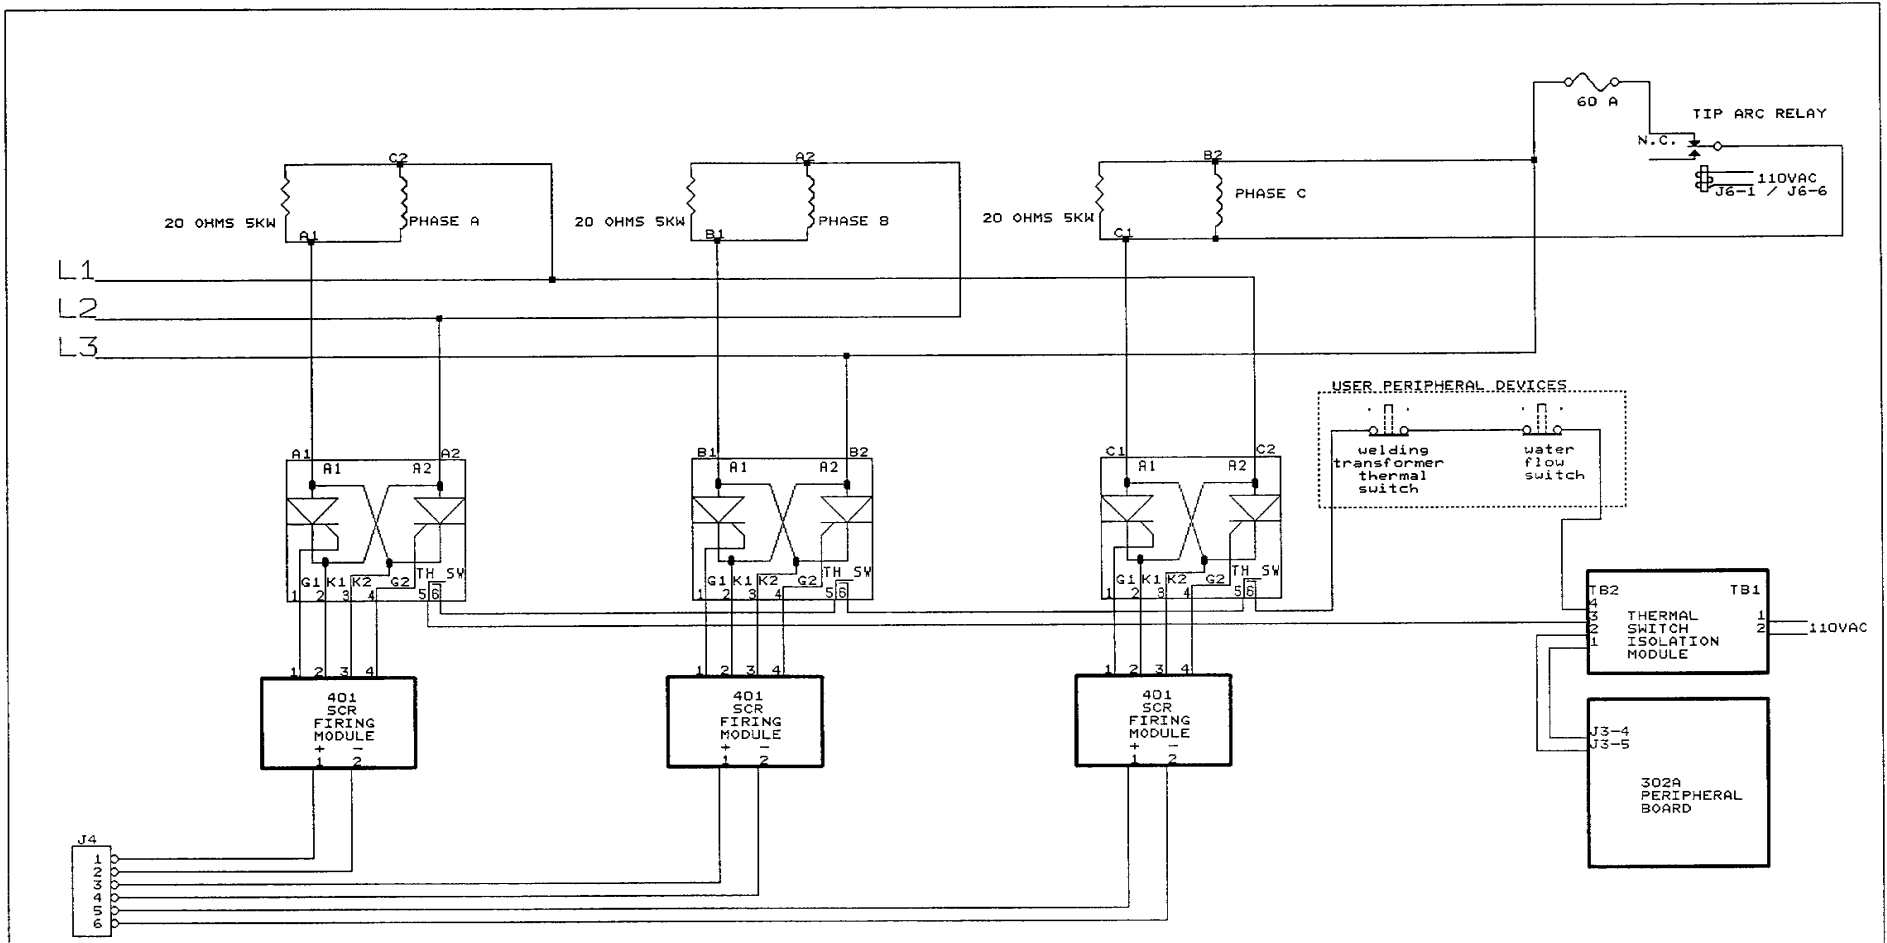 60 A
TIP ARC RELAY
N.C.
110VAC
J6-1 / J6-6
C2
20 OHMS 5KW
PHASE A
A1
A2
20 OHMS 5KW
PHASE B
B1
B2
20 OHMS 5KW
PHASE C
C1
L1
L2
L3
USER PERIPHERAL DEVICES
welding
transformer
thermal
switch
water
flow
switch
A1 A2
A1 A2
G1 K1 K2 G2 TH SW
1 2 3 4 5 6
B1 B2
A1 A2
G1 K1 K2 G2 TH SW
1 2 3 4 5 6
C1 C2
A1 A2
G1 K1 K2 G2 TH SW
1 2 3 4 5 6
TB2 TB1
4
3
2
1
THERMAL
SWITCH
ISOLATION
MODULE
1
2
110VAC
1 2 3 4
401
SCR
FIRING
MODULE
+ -
1 2
1 2 3 4
401
SCR
FIRING
MODULE
+ -
1 2
1 2 3 4
401
SCR
FIRING
MODULE
+ -
1 2
J3-4
J3-5
302A
PERIPHERAL
BOARD
J4
1
2
3
4
5
6